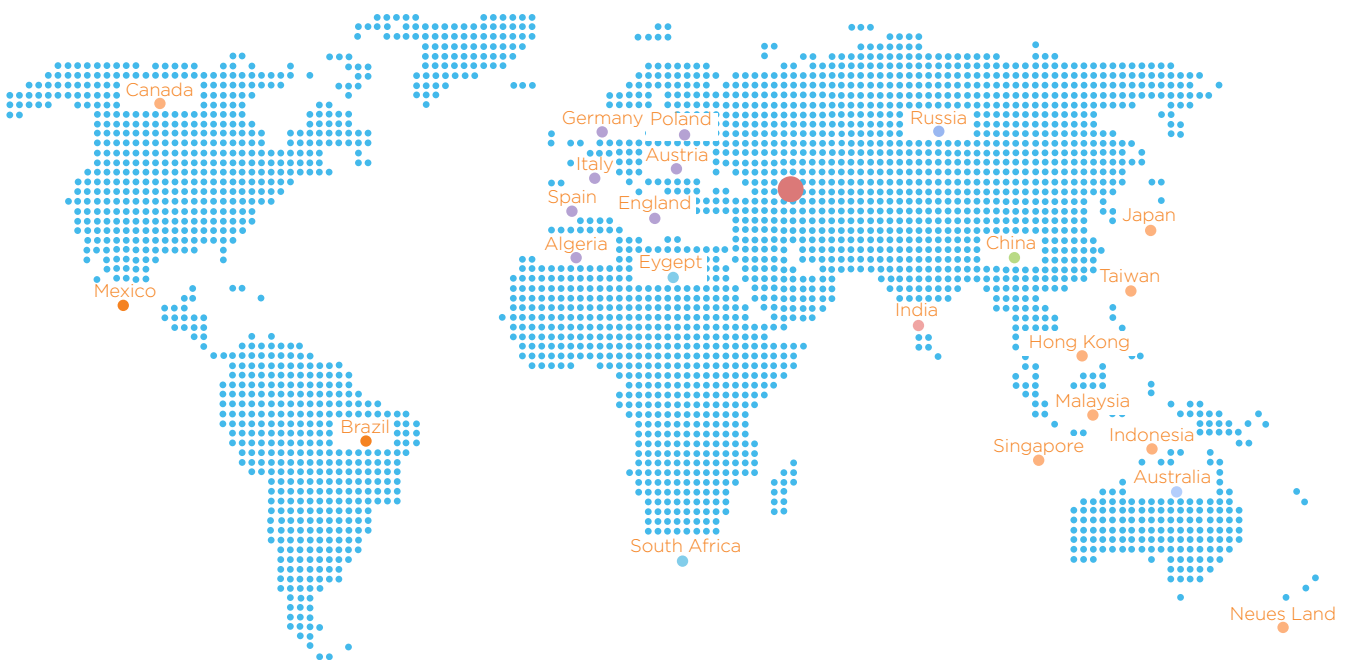 Canada
Germany
Poland
Russia
Austria
Italy
Spain
England
Japan
Algeria
China
Eygept
Taiwan
Mexico
India
Hong Kong
Malaysia
Brazil
Indonesia
Singapore
Australia
South Africa
Neues Land